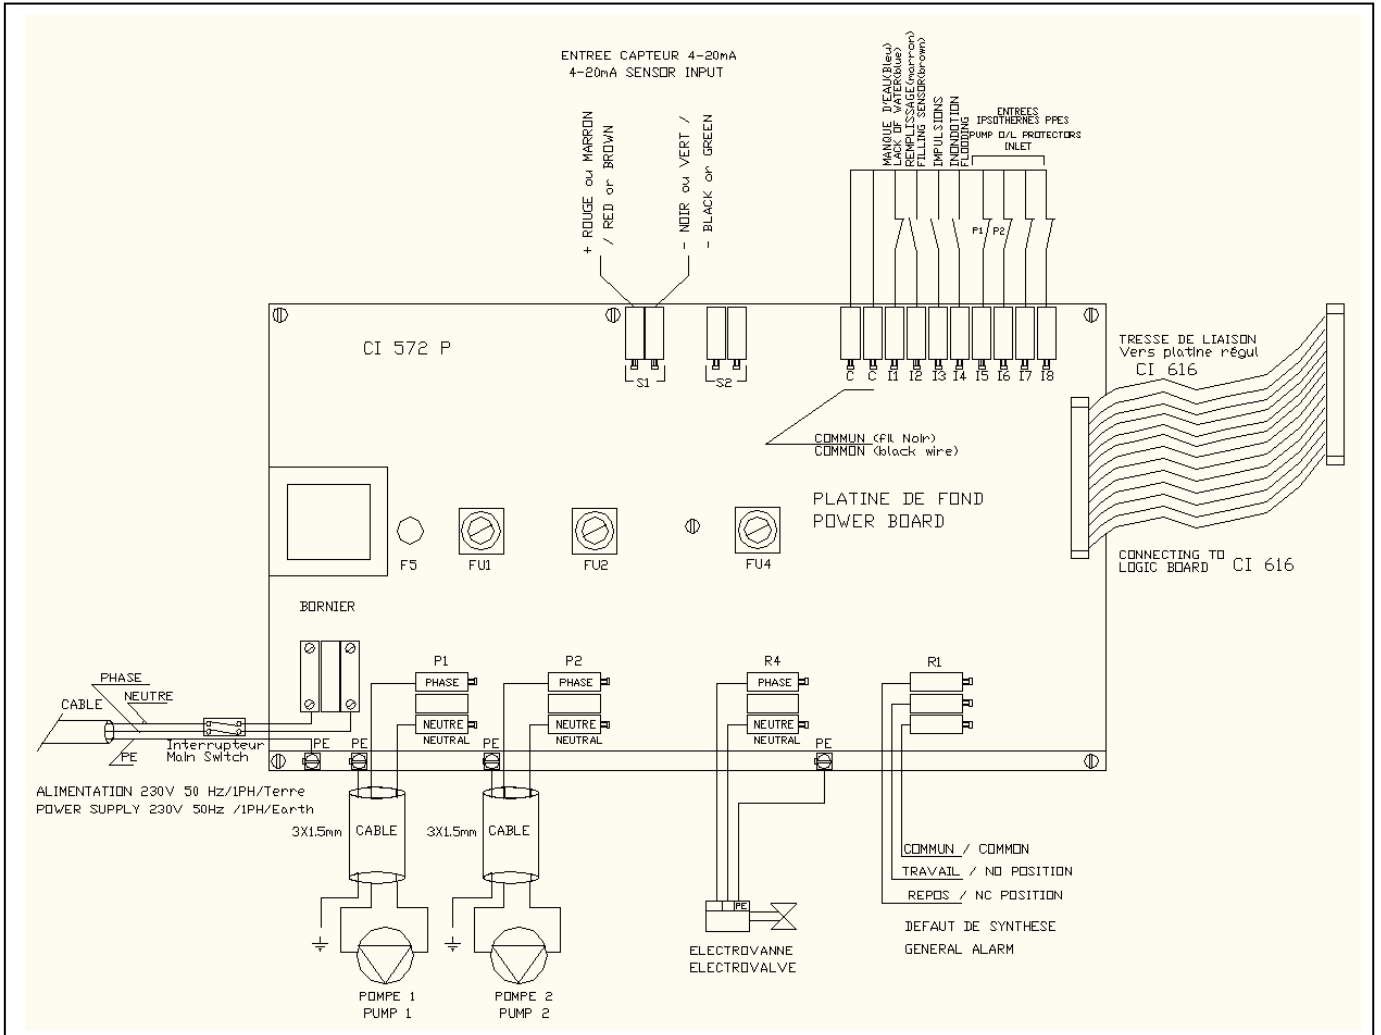 ENTREE CAPTEUR 4-20mA
4-20mA SENSOR INPUT
+ ROUGE ou MARRON
/ RED or BROWN
- NOIR ou VERT /
- BLACK or GREEN
MANQUE D'EAU(Bleu)
LACK OF WATER(blue)
REMPLISSAGE(marron)
FILLING SENSOR(brown)
IMPULSIONS
INONDOTION
FLOODING
ENTREES
IPSOTHERNES PPES
PUMP O/L PROTECTORS
INLET
P1
P2
CI 572 P
S1
S2
C
C
I1
I2
I3
I4
I5
I6
I7
I8
TRESSE DE LIAISON
Vers platine régul
CI 616
COMMUN (fil Noir)
COMMON (black wire)
PLATINE DE FOND
POWER BOARD
F5
FU1
FU2
FU4
CONNECTING TO
LOGIC BOARD CI 616
BORNIER
P1
PHASE
NEUTRE
NEUTRAL
P2
PHASE
NEUTRE
NEUTRAL
R4
PHASE
NEUTRE
NEUTRAL
R1
PHASE
NEUTRE
CABLE
PE
Interrupteur
Main Switch
PE
PE
PE
PE
ALIMENTATION 230V 50 Hz/1PH/Terre
POWER SUPPLY 230V 50Hz /1PH/Earth
3X1.5mm
CABLE
3X1.5mm
CABLE
COMMUN / COMMON
TRAVAIL / NO POSITION
REPOS / NC POSITION
PE
DEFAUT DE SYNTHESE
GENERAL ALARM
ELECTROVANNE
ELECTROVALVE
POMPE 1
PUMP 1
POMPE 2
PUMP 2